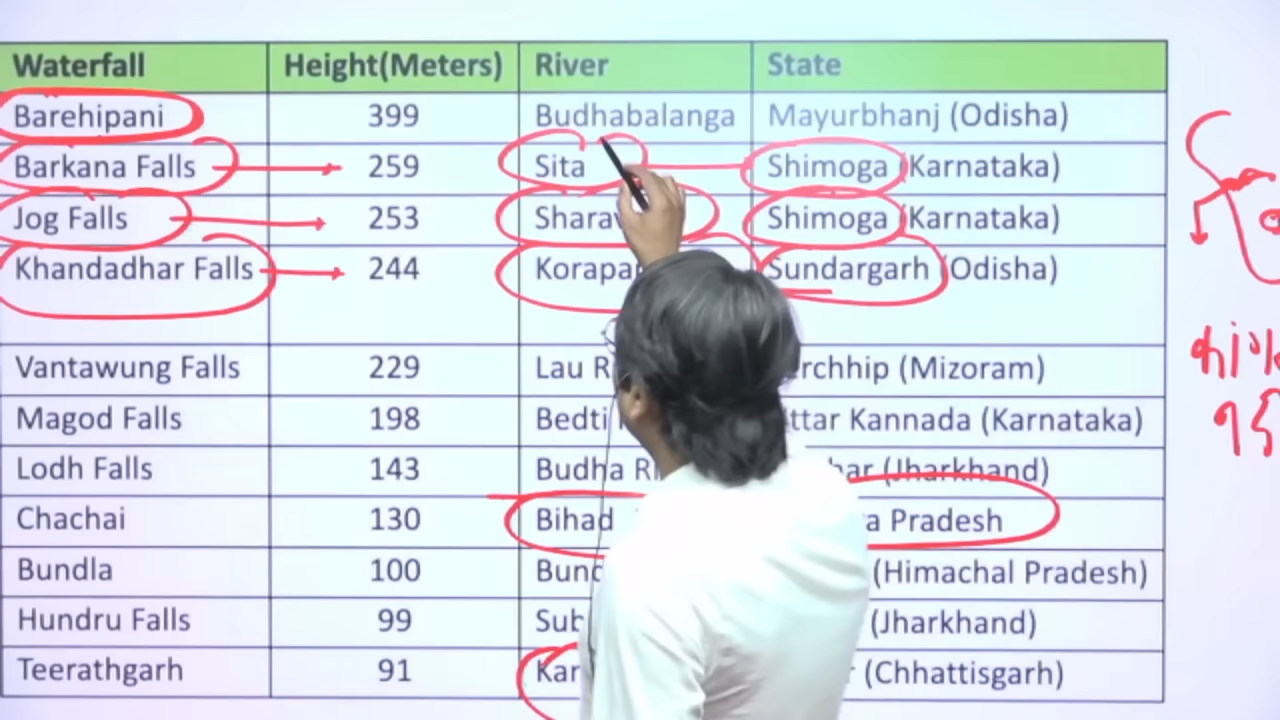 Waterfall Height(Meters) River State
Barehipani 399 Budhabalanga Mayurbhanj (Odisha)
Barkana Falls 259 Sita Shimoga (Karnataka)
Jog Falls 253 Shimoga (Karnataka)
Khandadhar Falls 244 Sundargarh (Odisha)
Vantawung Falls 229 Lau (Mizoram)
Magod Falls 198 Bedti Kannada (Karnataka)
Lodh Falls 143 Budha (Jharkhand)
Chachai 130 Bihad Pradesh
Bundla 100 (Himachal Pradesh)
Hundru Falls 99 (Jharkhand)
Teerathgarh 91 (Chhattisgarh)